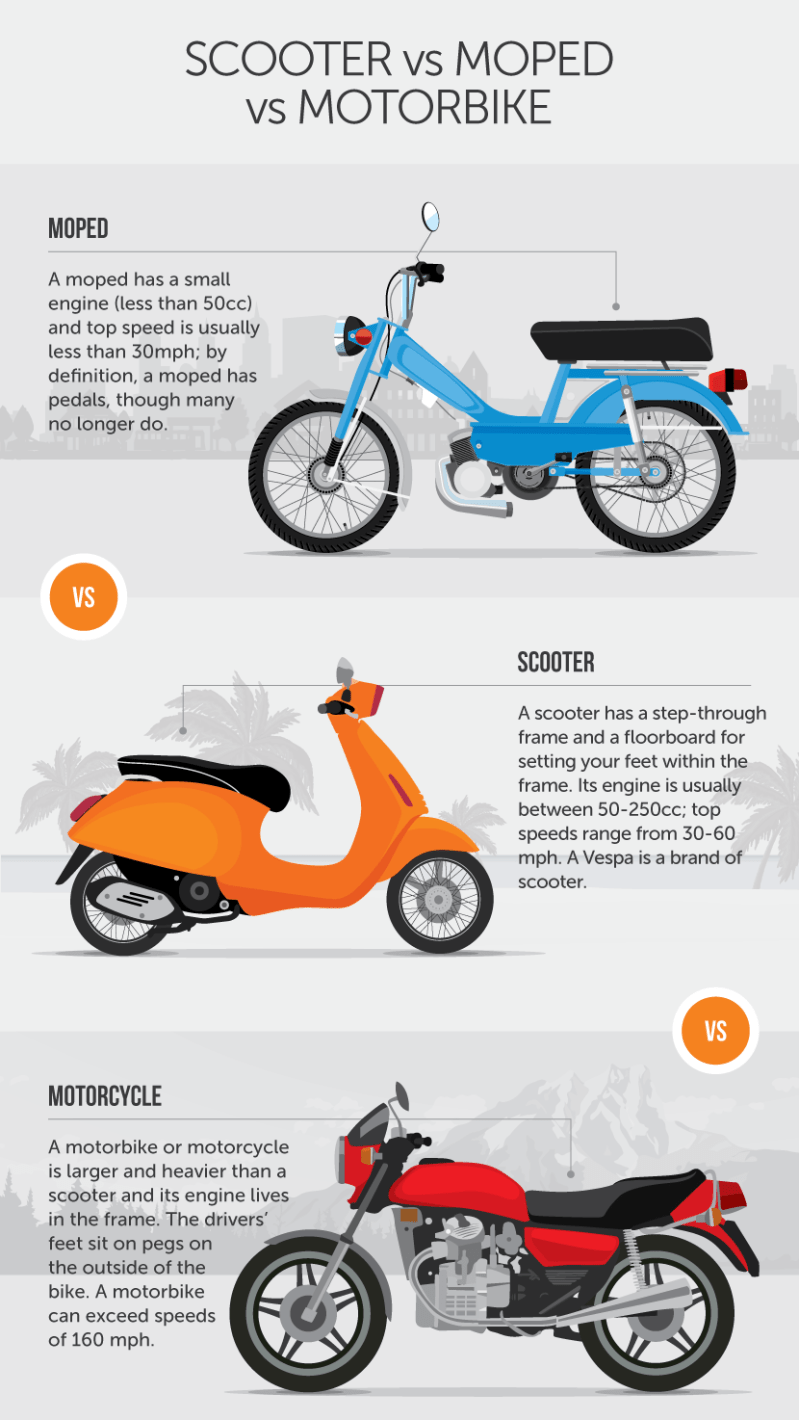 SCOOTER vs MOPED
vs MOTORBIKE
MOPED
A moped has a small
engine (less than 50cc)
and top speed is usually
less than 30mph; by
definition, a moped has
pedals, though many
no longer do.
VS
SCOOTER
A scooter has a step-through
frame and a floorboard for
setting your feet within the
frame. Its engine is usually
between 50-250cc; top
speeds range from 30-60
mph. A Vespa is a brand of
scooter.
VS
MOTORCYCLE
A motorbike or motorcycle
is larger and heavier than a
scooter and its engine lives
in the frame. The drivers’
feet sit on pegs on
the outside of the
bike. A motorbike
can exceed speeds
of 160 mph.